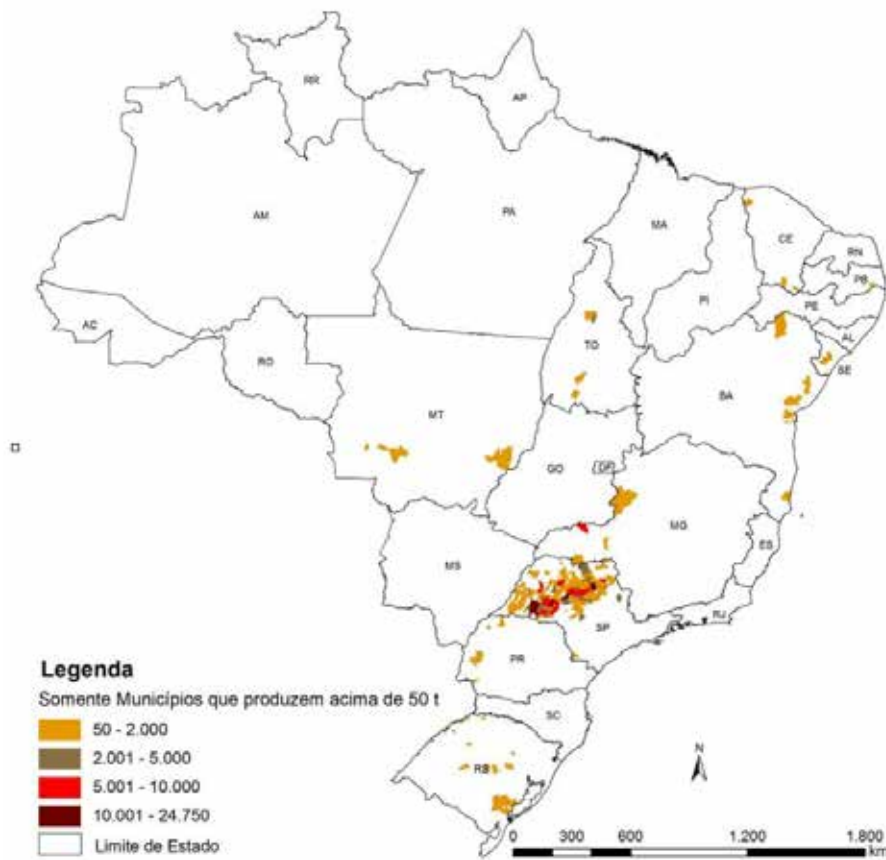 RR
AP
AM
PA
MA
CE
RN
PB
PE
PI
AL
SE
AC
RO
TO
BA
MT
GO
DF
MG
ES
MS
SP
RJ
PR
SC
RS
N
Legenda
Somente Municípios que produzem acima de 50 t
50 - 2.000
2.001 - 5.000
5.001 - 10.000
10.001 - 24.750
Limite de Estado
0 300 600 1.200 1.800
km